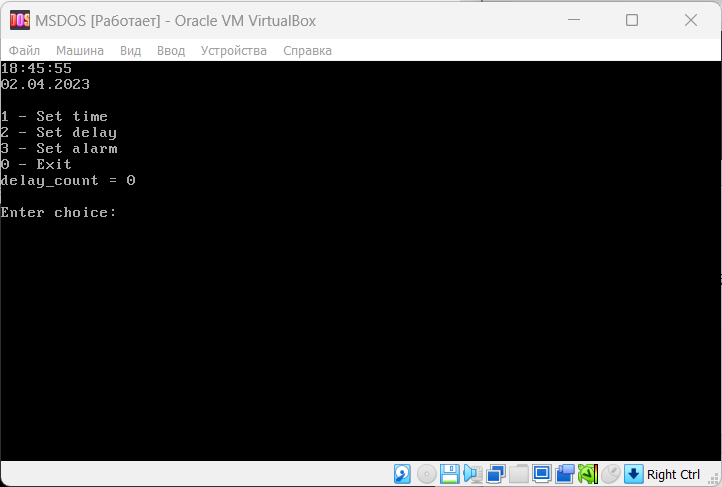 MSDOS [Работает] - Oracle VM VirtualBox
Файл Машина Вид Ввод Устройства Справка
18:45:55
02.04.2023
1 - Set time
2 - Set delay
3 - Set alarm
0 - Exit
delay_count = 0
Enter choice:
Right Ctrl